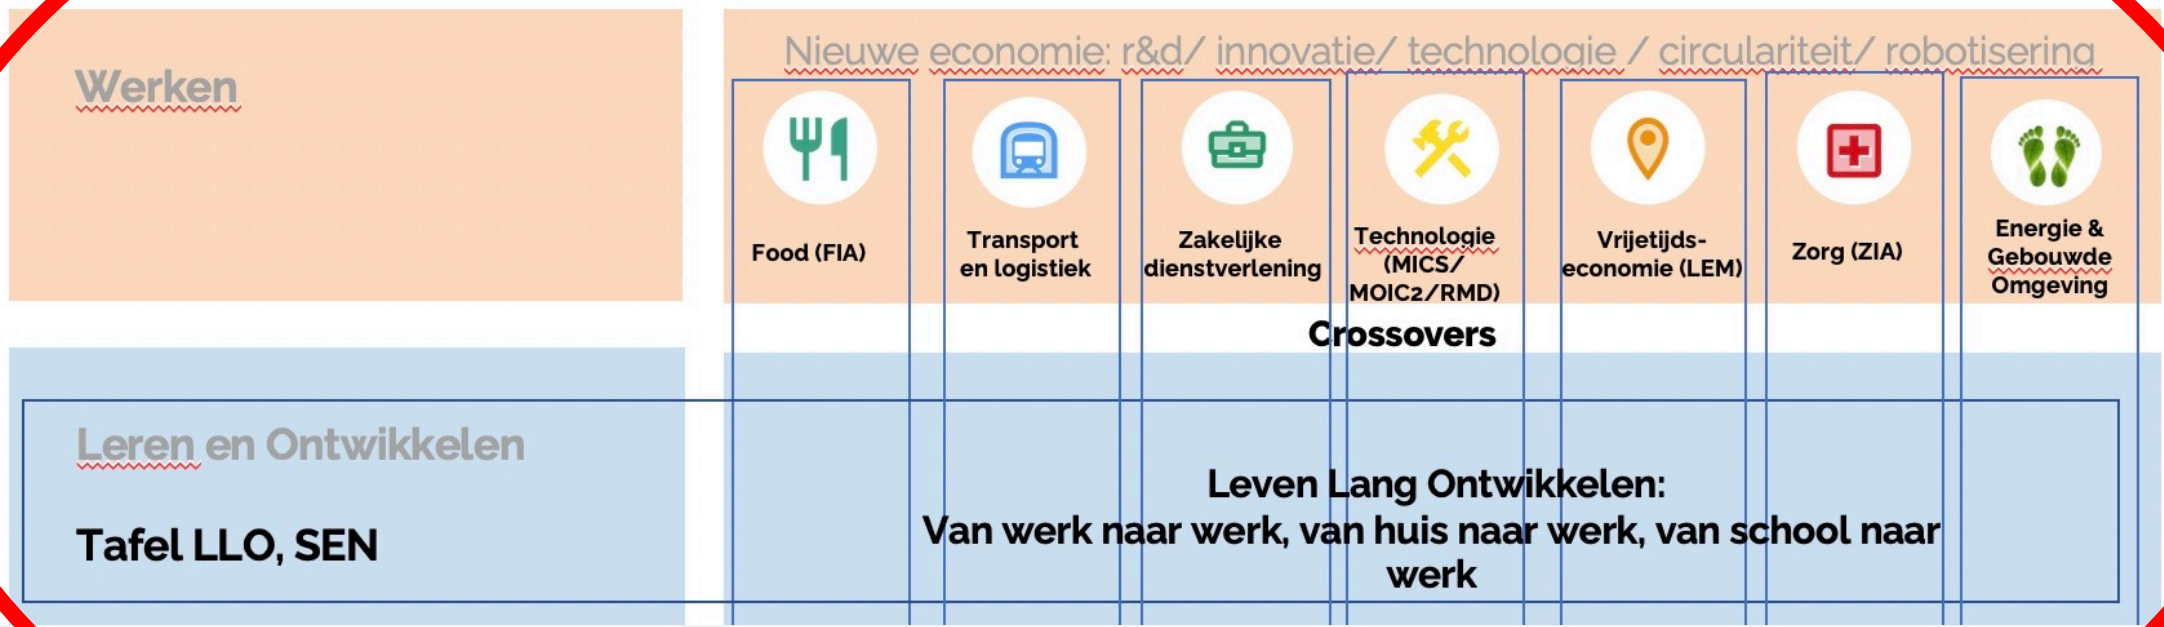 Werken
Nieuwe economie: r&d/ innovatie/ technologie / circulariteit/ robotisering
Food (FIA)
Transport
en logistiek
Zakelijke
dienstverlening
Technologie
(MICS/
MOIC2/RMD)
Vrijetijds-
economie (LEM)
Zorg (ZIA)
Energie &
Gebouwde
Omgeving
Crossovers
Leren en Ontwikkelen
Tafel LLO, SEN
Leven Lang Ontwikkelen:
Van werk naar werk, van huis naar werk, van school naar
werk